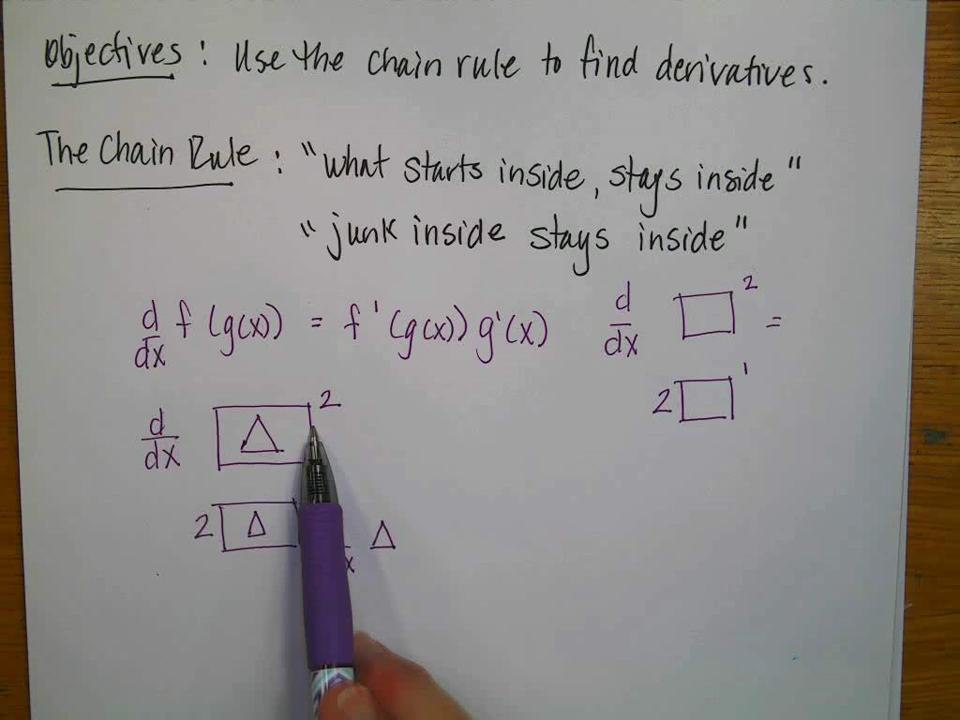 Objectives : Use the chain rule to find derivatives.
The Chain Rule : "what starts inside, stays inside"
"junk inside stays inside"
d/dx f(g(x)) = f'(g(x)) g'(x)
d/dx □² =
2□'
d/dx [Δ]²
2[Δ] x Δ